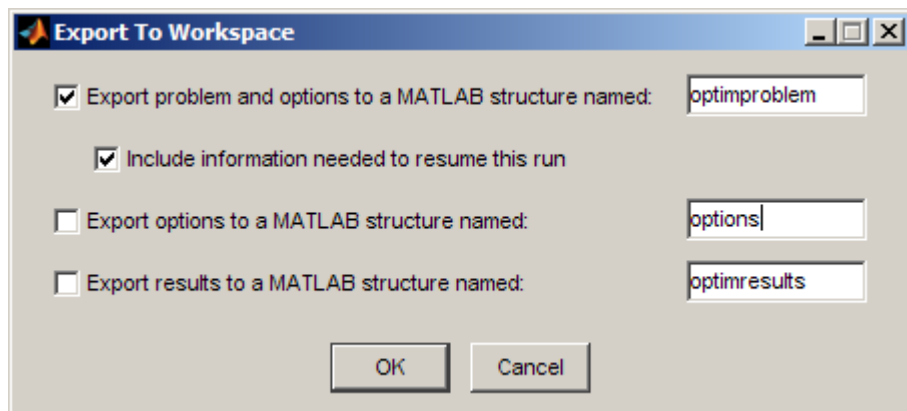 Export To Workspace
Export problem and options to a MATLAB structure named: optimproblem
Include information needed to resume this run
Export options to a MATLAB structure named: options
Export results to a MATLAB structure named: optimresults
OK Cancel